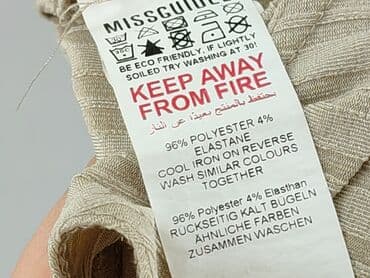 MISSGUIDED
BE ECO FRIENDLY, IF LIGHTLY
SOILED TRY WASHING AT 30!
KEEP AWAY
FROM FIRE
يحتفظ بالمنتج بعيدًا عن النار
96% POLYESTER 4%
ELASTANE
COOL IRON ON REVERSE
WASH SIMILAR COLOURS
TOGETHER
96% Polyester 4% Elasthan
RUCKSEITIG KALT BUGELN
ÄHNLICHE FARBEN
ZUSAMMEN WASCHEN